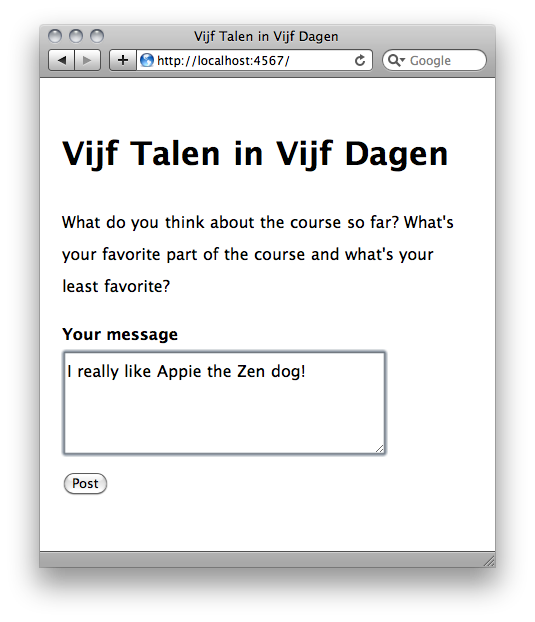 Vijf Talen in Vijf Dagen
http://localhost:4567/
Google
Vijf Talen in Vijf Dagen
What do you think about the course so far? What's
your favorite part of the course and what's your
least favorite?
Your message
I really like Appie the Zen dog!
Post